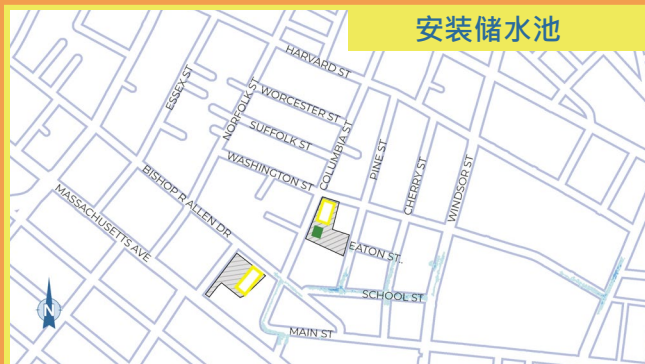 安装储水池
HARVARD ST
ESSEX ST
WORCESTER ST
NORFOLK ST
SUFFOLK ST
COLUMBIA ST
PINE ST
WASHINGTON ST
CHERRY ST
WINDSOR ST
BISHOP R ALLEN DR
MASSACHUSETTS AVE
EATON ST
SCHOOL ST
MAIN ST
N